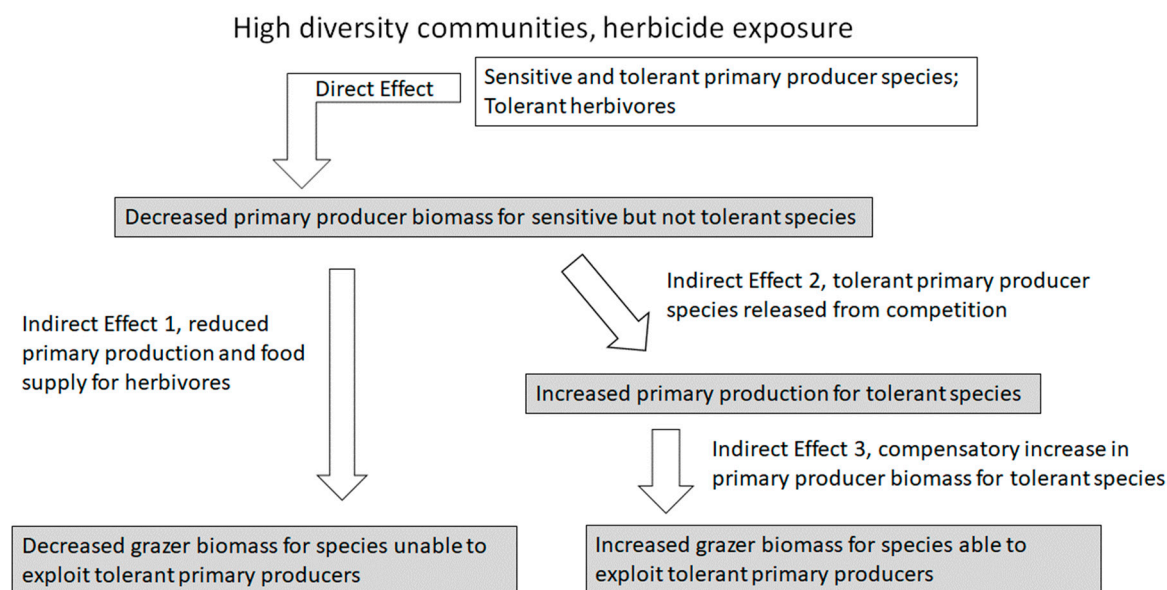 High diversity communities, herbicide exposure
Direct Effect
Sensitive and tolerant primary producer species;
Tolerant herbivores
Decreased primary producer biomass for sensitive but not tolerant species
Indirect Effect 1, reduced
primary production and food
supply for herbivores
Indirect Effect 2, tolerant primary producer
species released from competition
Increased primary production for tolerant species
Indirect Effect 3, compensatory increase in
primary producer biomass for tolerant species
Decreased grazer biomass for species unable to
exploit tolerant primary producers
Increased grazer biomass for species able to
exploit tolerant primary producers